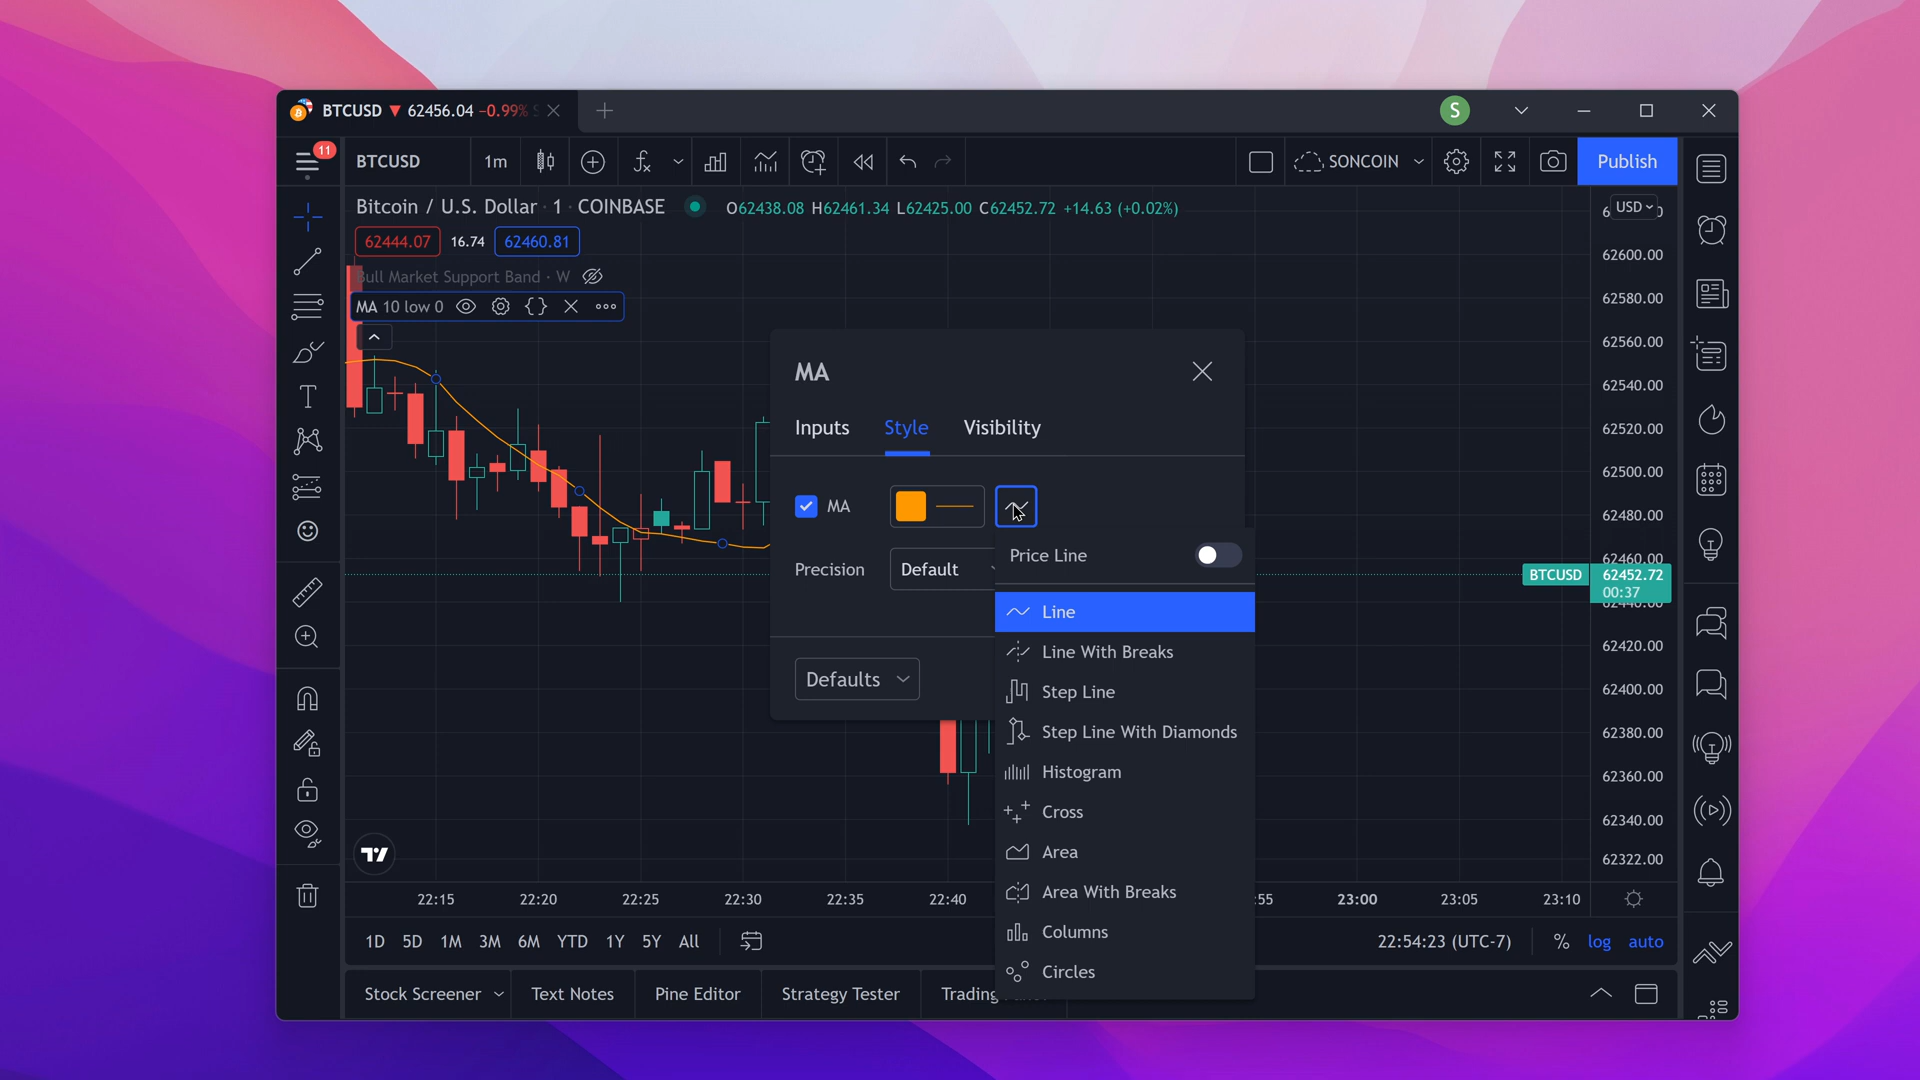 BTCUSD 62456.04 −0.99%
S
11
BTCUSD 1m SONCOIN Publish
Bitcoin / U.S. Dollar · 1 · COINBASE O62438.08 H62461.34 L62425.00 C62452.72 +14.63 (+0.02%)
USD
62444.07 16.74 62460.81
Bull Market Support Band · W
MA 10 low 0
62600.00
62580.00
62560.00
62540.00
62520.00
62500.00
62480.00
62460.00
BTCUSD 62452.72
00:37
62440.00
62420.00
62400.00
62380.00
62360.00
62340.00
62322.00
MA
Inputs Style Visibility
MA
Precision Default
Defaults
Price Line
Line
Line With Breaks
Step Line
Step Line With Diamonds
Histogram
Cross
Area
Area With Breaks
Columns
Circles
22:15 22:20 22:25 22:30 22:35 22:40 :55 23:00 23:05 23:10
1D 5D 1M 3M 6M YTD 1Y 5Y All 22:54:23 (UTC-7) % log auto
Stock Screener Text Notes Pine Editor Strategy Tester Trading